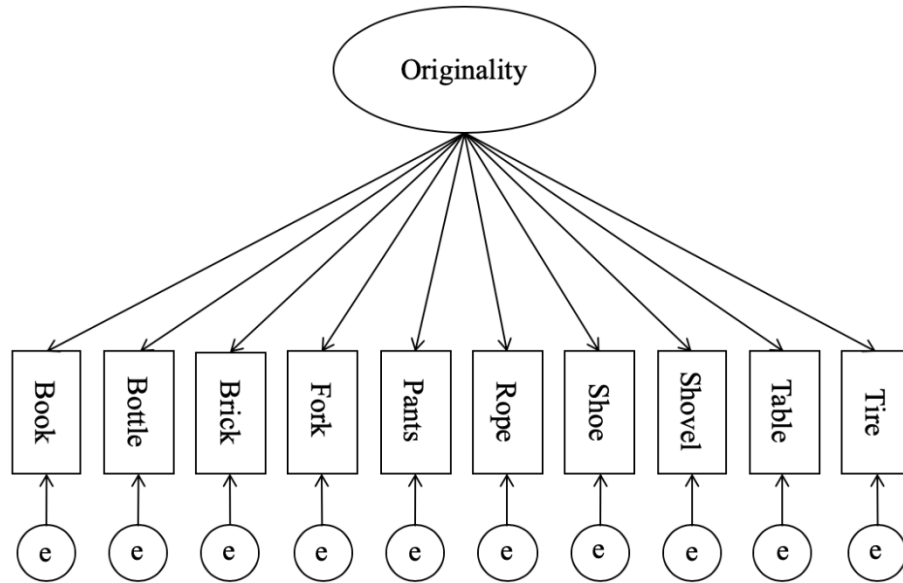 Originality
Book
Bottle
Brick
Fork
Pants
Rope
Shoe
Shovel
Table
Tire
e e e e e e e e e e